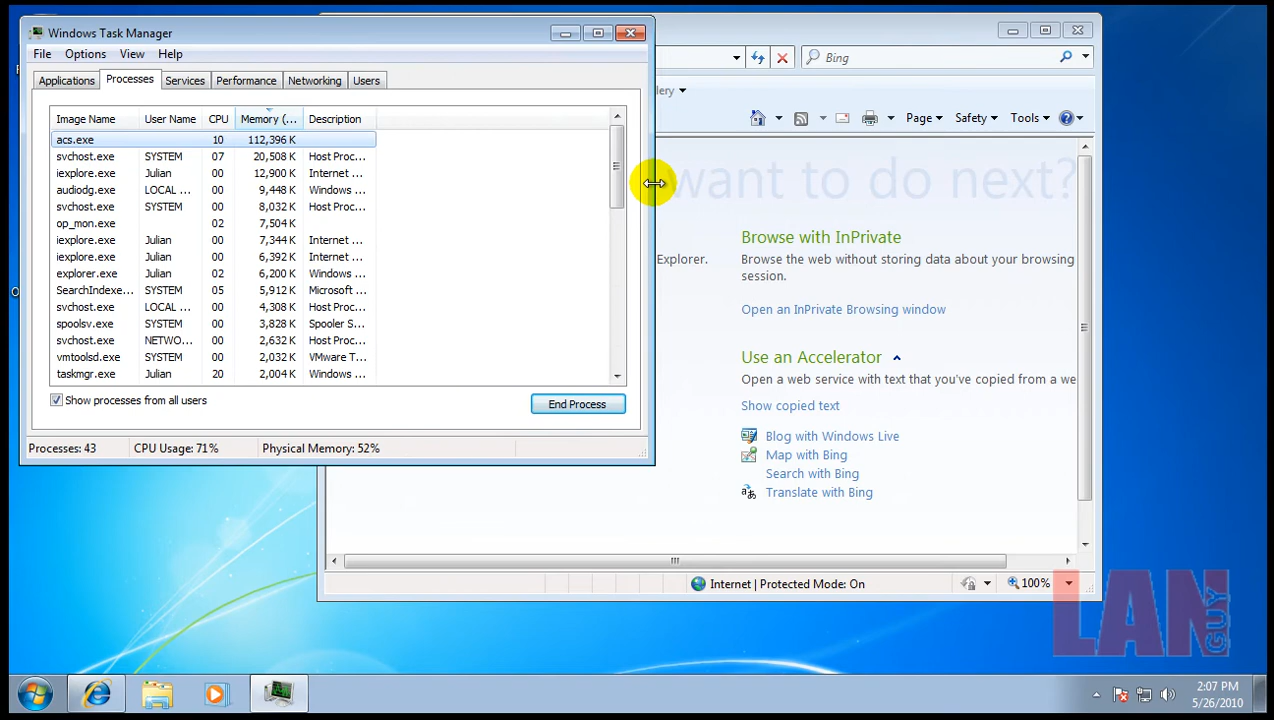 Windows Task Manager
File Options View Help
Applications Processes Services Performance Networking Users
Image Name User Name CPU Memory (... Description
acs.exe 10 112,396 K
svchost.exe SYSTEM 07 20,508 K Host Proc...
iexplore.exe Julian 00 12,900 K Internet ...
audiodg.exe LOCAL ... 00 9,448 K Windows ...
svchost.exe SYSTEM 00 8,032 K Host Proc...
op_mon.exe 02 7,504 K
iexplore.exe Julian 00 7,344 K Internet ...
iexplore.exe Julian 00 6,392 K Internet ...
explorer.exe Julian 02 6,200 K Windows ...
SearchIndexe... SYSTEM 05 5,912 K Microsoft ...
svchost.exe LOCAL ... 00 4,308 K Host Proc...
spoolsv.exe SYSTEM 00 3,828 K Spooler S...
svchost.exe NETWO... 00 2,632 K Host Proc...
vmtoolsd.exe SYSTEM 00 2,032 K VMware T...
taskmgr.exe Julian 20 2,004 K Windows ...
Show processes from all users
End Process
Processes: 43 CPU Usage: 71% Physical Memory: 52%
Bing
lery
Page Safety Tools
want to do next?
Browse with InPrivate
Explorer.
Browse the web without storing data about your browsing
session.
Open an InPrivate Browsing window
Use an Accelerator
Open a web service with text that you've copied from a we
Show copied text
Blog with Windows Live
Map with Bing
Search with Bing
Translate with Bing
Internet | Protected Mode: On
100%
LAN GUY
2:07 PM
5/26/2010